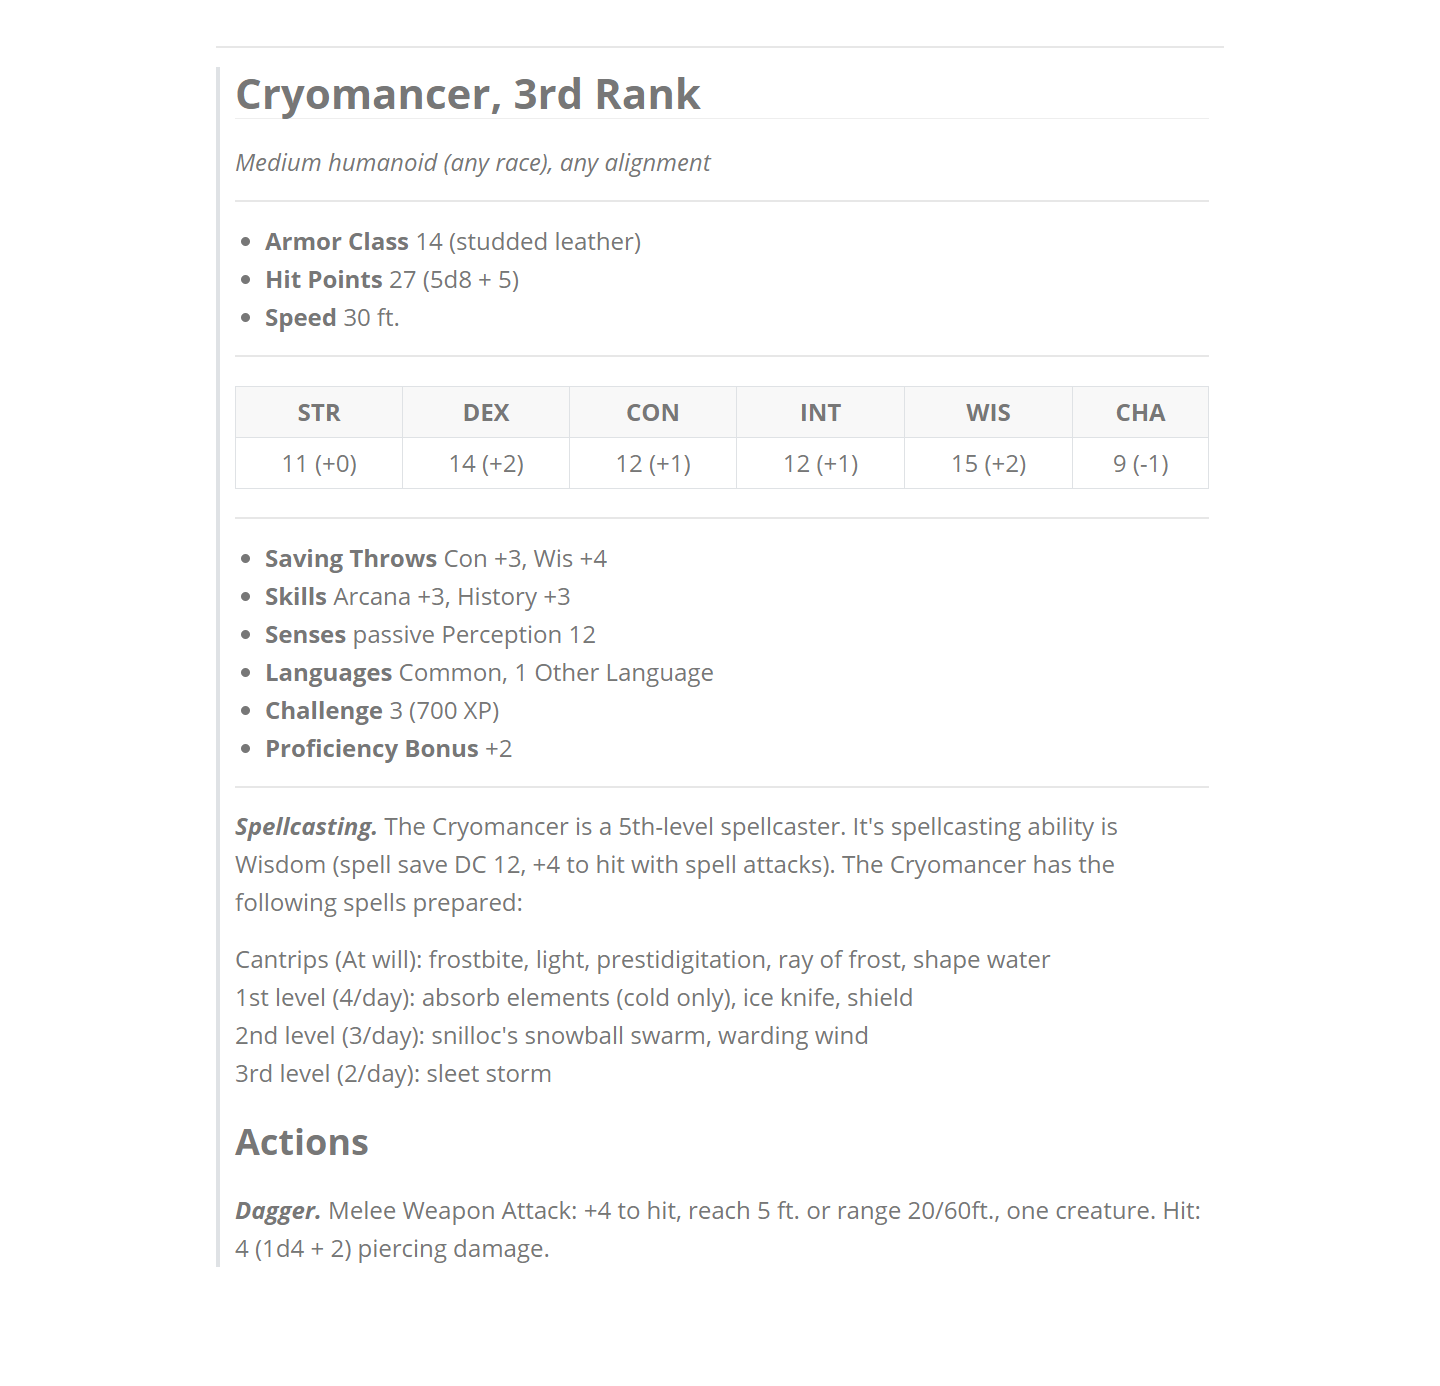 Cryomancer, 3rd Rank
Medium humanoid (any race), any alignment
Armor Class 14 (studded leather)
Hit Points 27 (5d8 + 5)
Speed 30 ft.
STR DEX CON INT WIS CHA
11 (+0) 14 (+2) 12 (+1) 12 (+1) 15 (+2) 9 (-1)
Saving Throws Con +3, Wis +4
Skills Arcana +3, History +3
Senses passive Perception 12
Languages Common, 1 Other Language
Challenge 3 (700 XP)
Proficiency Bonus +2
Spellcasting. The Cryomancer is a 5th-level spellcaster. It's spellcasting ability is
Wisdom (spell save DC 12, +4 to hit with spell attacks). The Cryomancer has the
following spells prepared:
Cantrips (At will): frostbite, light, prestidigitation, ray of frost, shape water
1st level (4/day): absorb elements (cold only), ice knife, shield
2nd level (3/day): snilloc's snowball swarm, warding wind
3rd level (2/day): sleet storm
Actions
Dagger. Melee Weapon Attack: +4 to hit, reach 5 ft. or range 20/60ft., one creature. Hit:
4 (1d4 + 2) piercing damage.